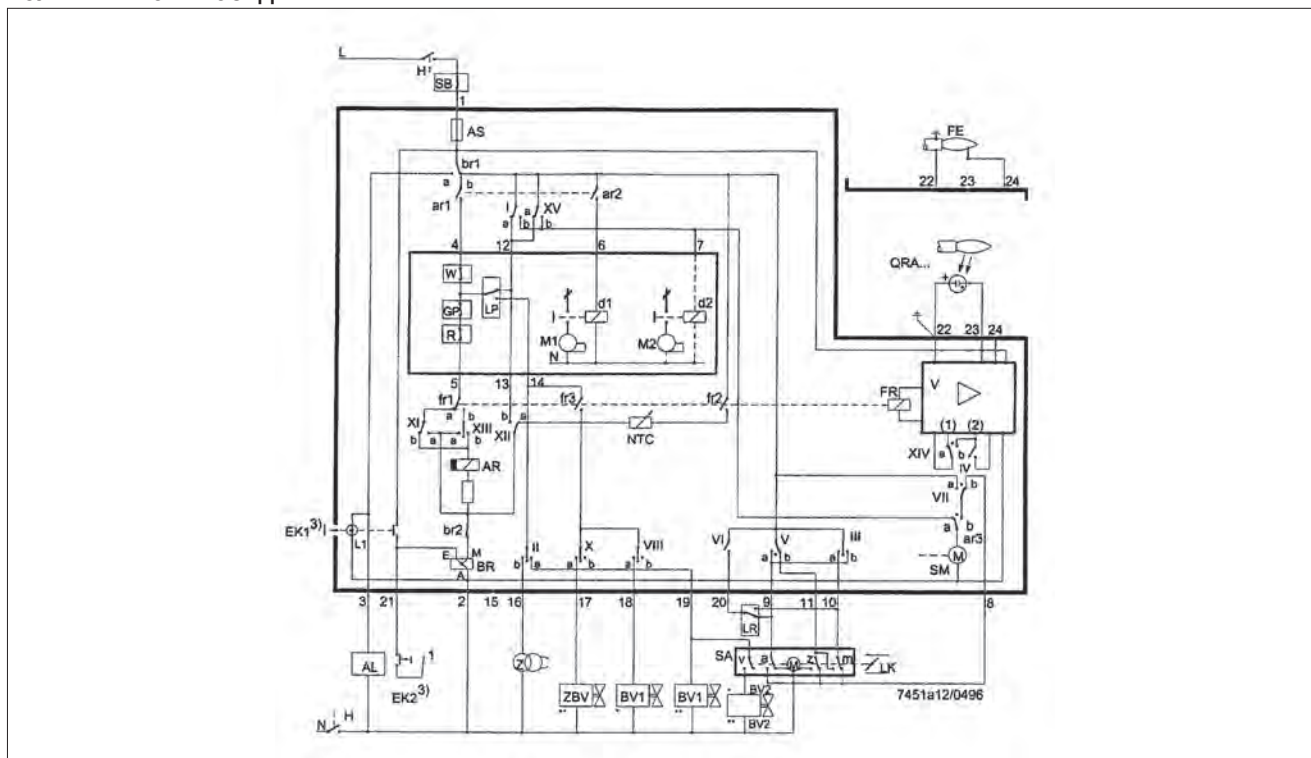 L
H
SB
1
AS
FE
br1
22 23 24
a b
ar1 ar2
I XV
a a
b b
4 12 6 7
QRA...
W
LP
d1 d2
GP
R
M1 M2
N
22 23 24
V
FR
5 13 14
fr1 fr3 fr2
a b b a
XI XIII XII
b a a b
NTC
(1) (2)
XIV a b IV
AR
a b
VII
EK1 3)
L1
br2
a b
ar3
E M
BR
A
II X VIII VI V III
b a a b a b a b a b
M
SM
3 21 2 15 16 17 18 19 20 9 11 10 8
LR
AL
1
EK2 3)
Z
SA v a M z m LK
ZBV BV1 BV1 BV2
BV2
7451a12/0496
N H